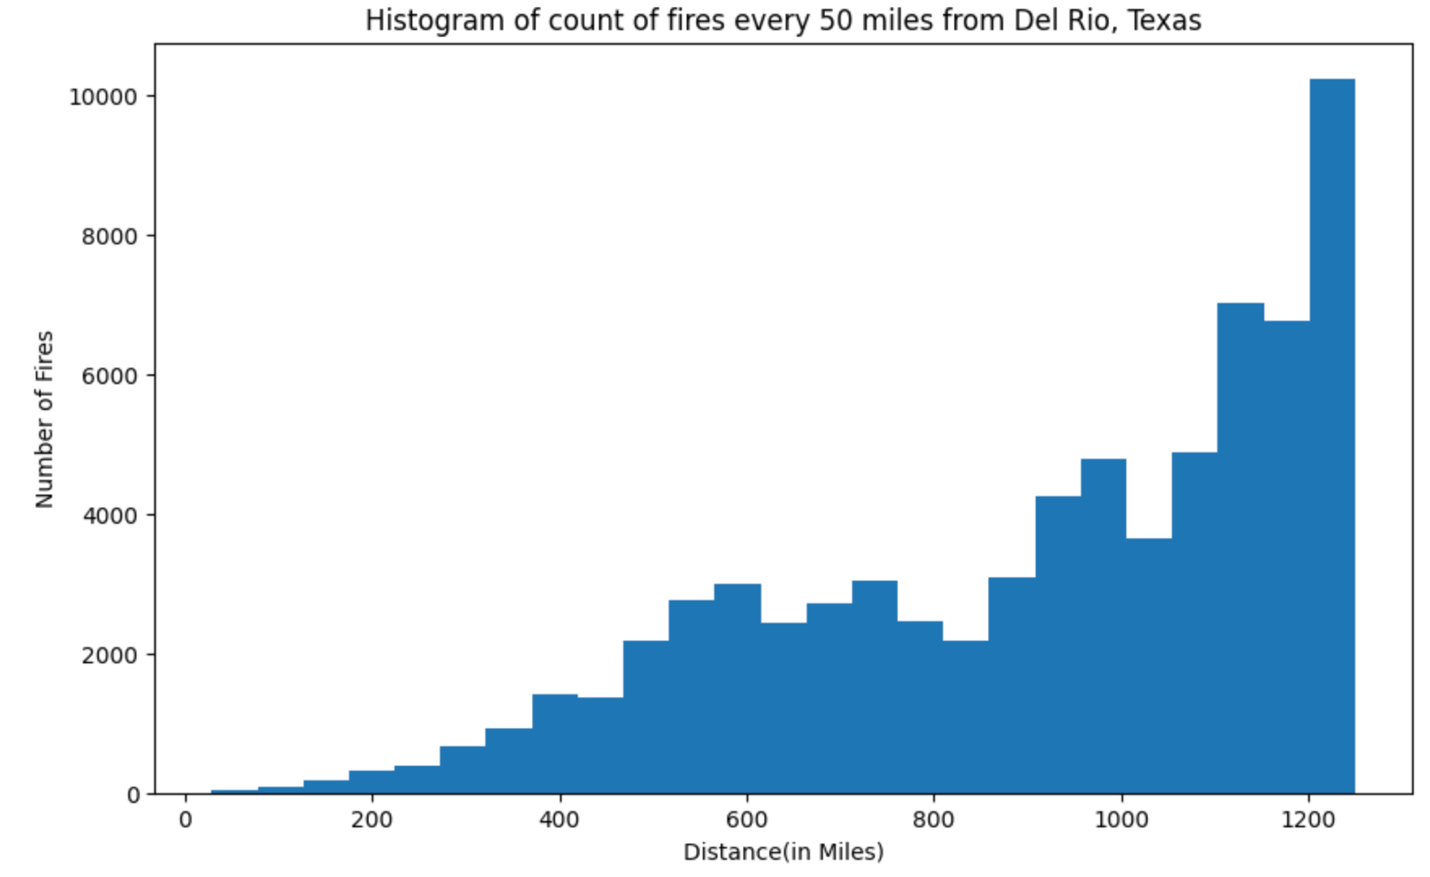 Histogram of count of fires every 50 miles from Del Rio, Texas
10000
8000
6000
4000
2000
0
Number of Fires
0 200 400 600 800 1000 1200
Distance(in Miles)